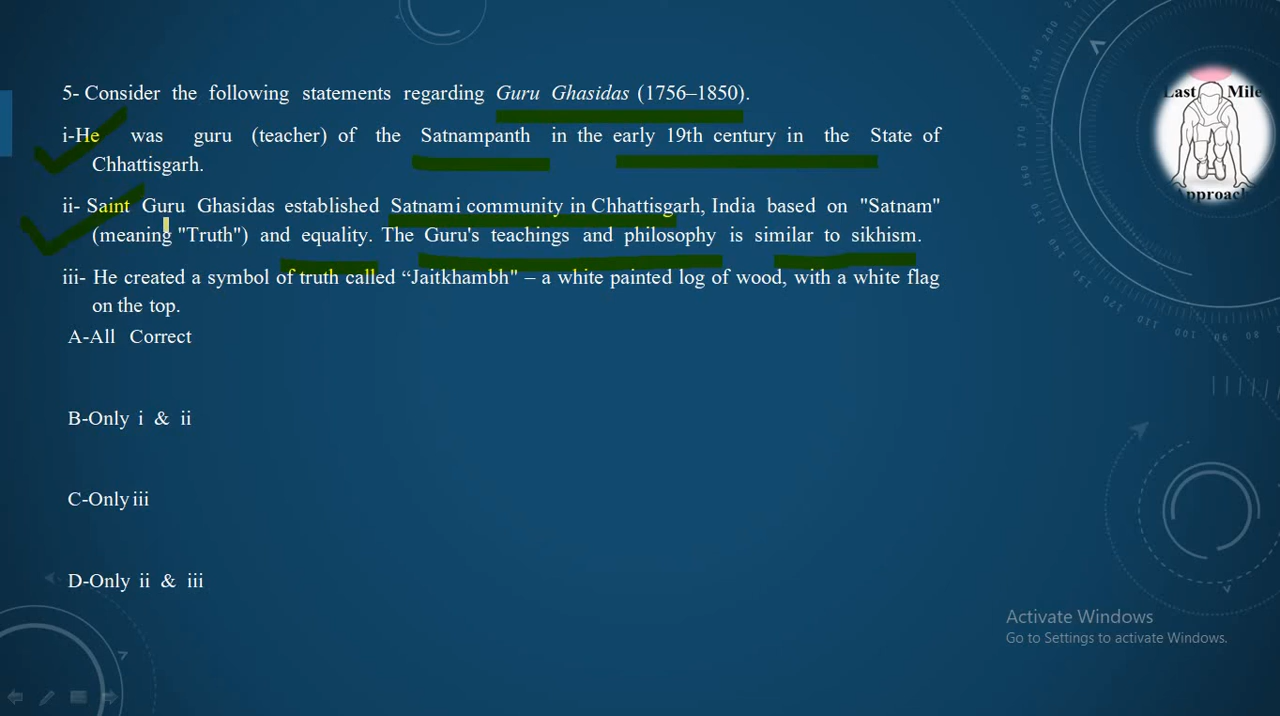 5- Consider the following statements regarding Guru Ghasidas (1756–1850).
i-He was guru (teacher) of the Satnampanth in the early 19th century in the State of
Chhattisgarh.
ii- Saint Guru Ghasidas established Satnami community in Chhattisgarh, India based on "Satnam"
(meaning "Truth") and equality. The Guru's teachings and philosophy is similar to sikhism.
iii- He created a symbol of truth called “Jaitkhambh" – a white painted log of wood, with a white flag
on the top.
A-All Correct
B-Only i & ii
C-Only iii
D-Only ii & iii
Last Mile
Approach
Activate Windows
Go to Settings to activate Windows.